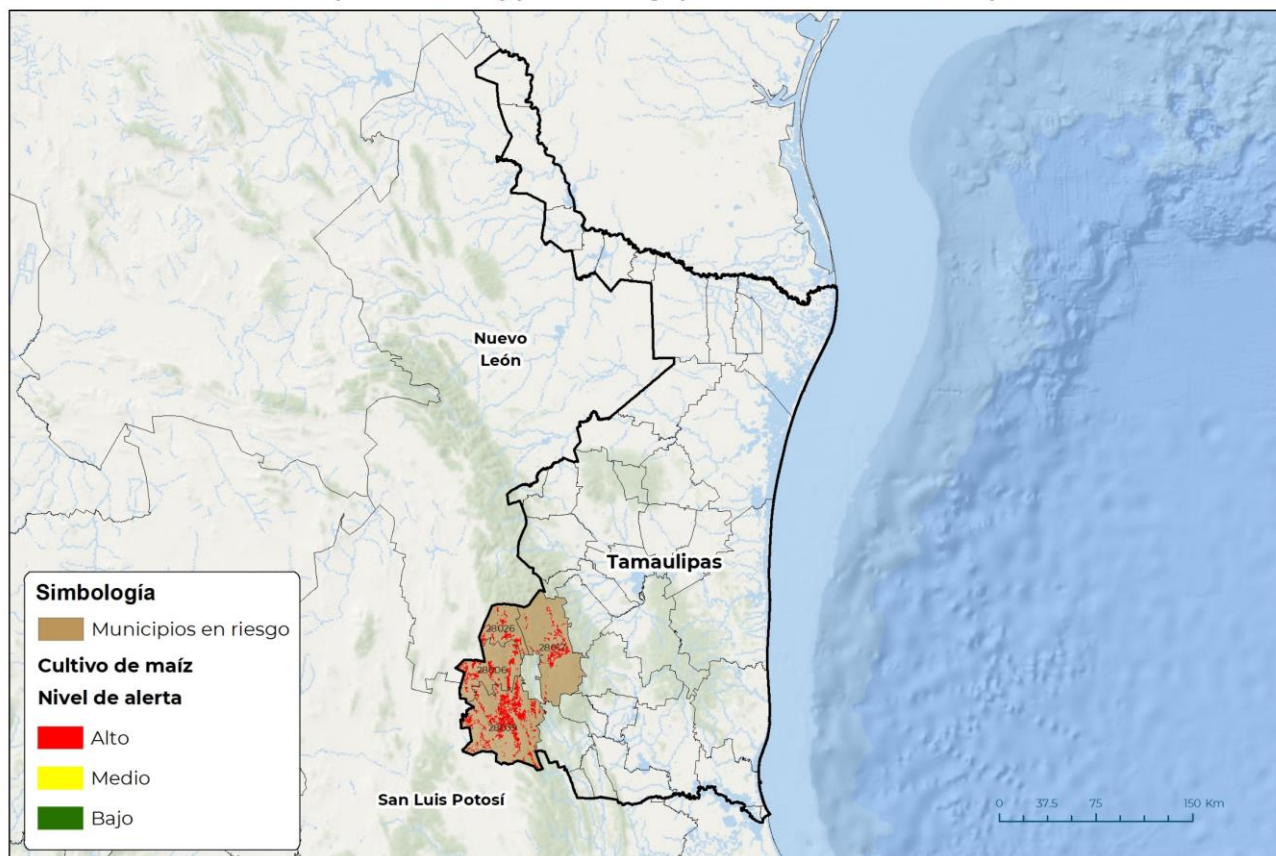 Nuevo
León
Tamaulipas
28026
28006
San Luis Potosí
Simbología
Municipios en riesgo
Cultivo de maíz
Nivel de alerta
Alto
Medio
Bajo
0 37.5 75 150 Km